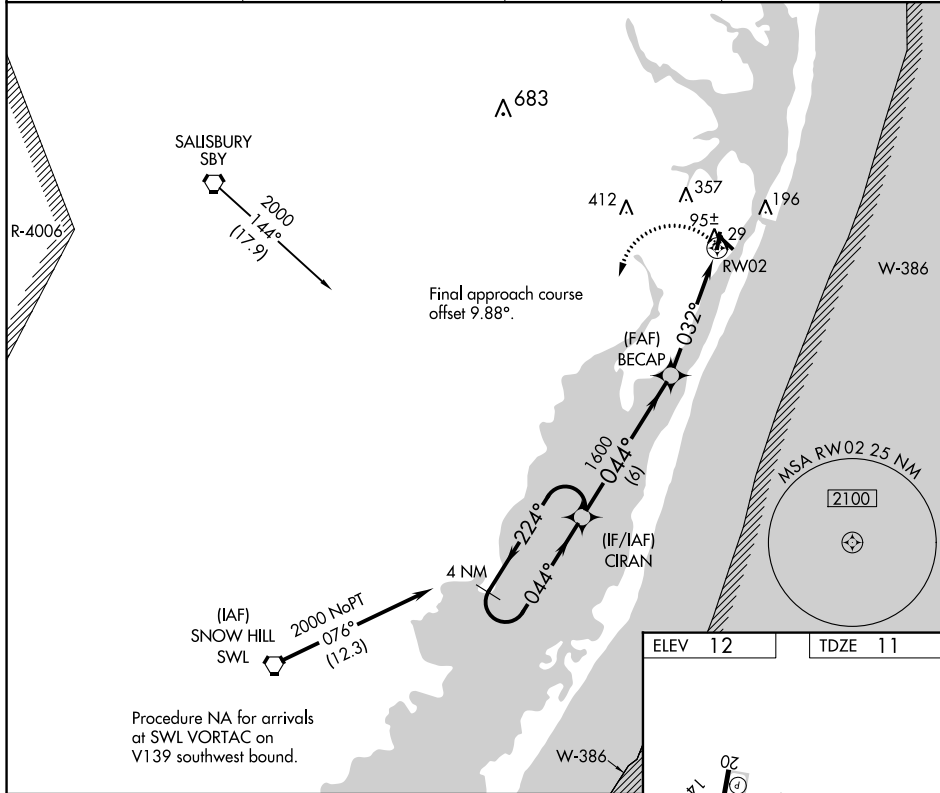 683
SALISBURY
SBY
2000
144°
(17.9)
R-4006
412
357
196
95±
29
RW02
W-386
Final approach course
offset 9.88°.
032°
(FAF)
BECAP
1600
044°
(6)
MSA RW02 25 NM
2100
224°
044°
(IF/IAF)
CIRAN
4 NM
(IAF)
SNOW HILL
SWL
2000 NoPT
076°
(12.3)
Procedure NA for arrivals
at SWL VORTAC on
V139 southwest bound.
W-386
ELEV 12
TDZE 11
20
P
14